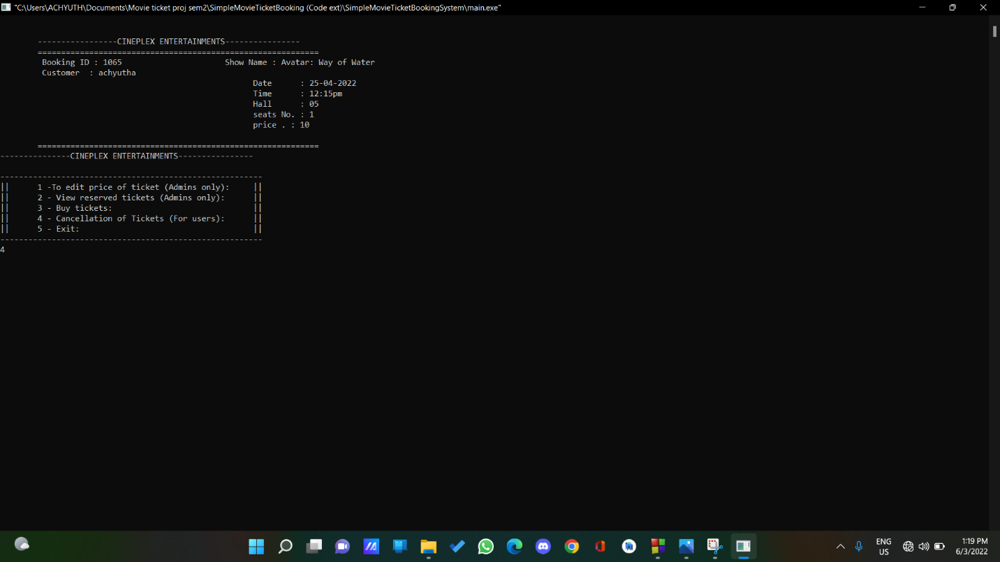 "C:\Users\ACHYUTH\Documents\Movie ticket proj sem2\SimpleMovieTicketBooking (Code ext)\SimpleMovieTicketBookingSystem\main.exe"
-----------------CINEPLEX ENTERTAINMENTS----------------
============================================================
Booking ID : 1065 Show Name : Avatar: Way of Water
Customer : achyutha
Date : 25-04-2022
Time : 12:15pm
Hall : 05
seats No. : 1
price . : 10
============================================================
---------------CINEPLEX ENTERTAINMENTS----------------
--------------------------------------------------------
|| 1 -To edit price of ticket (Admins only): ||
|| 2 - View reserved tickets (Admins only): ||
|| 3 - Buy tickets: ||
|| 4 - Cancellation of Tickets (For users): ||
|| 5 - Exit: ||
--------------------------------------------------------
4
ENG
US
1:19 PM
6/3/2022